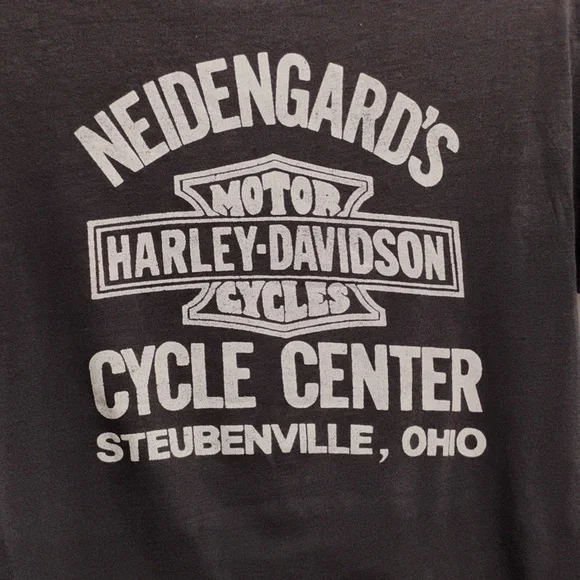 NEIDENGARD'S
MOTOR
HARLEY-DAVIDSON
CYCLES
CYCLE CENTER
STEUBENVILLE, OHIO